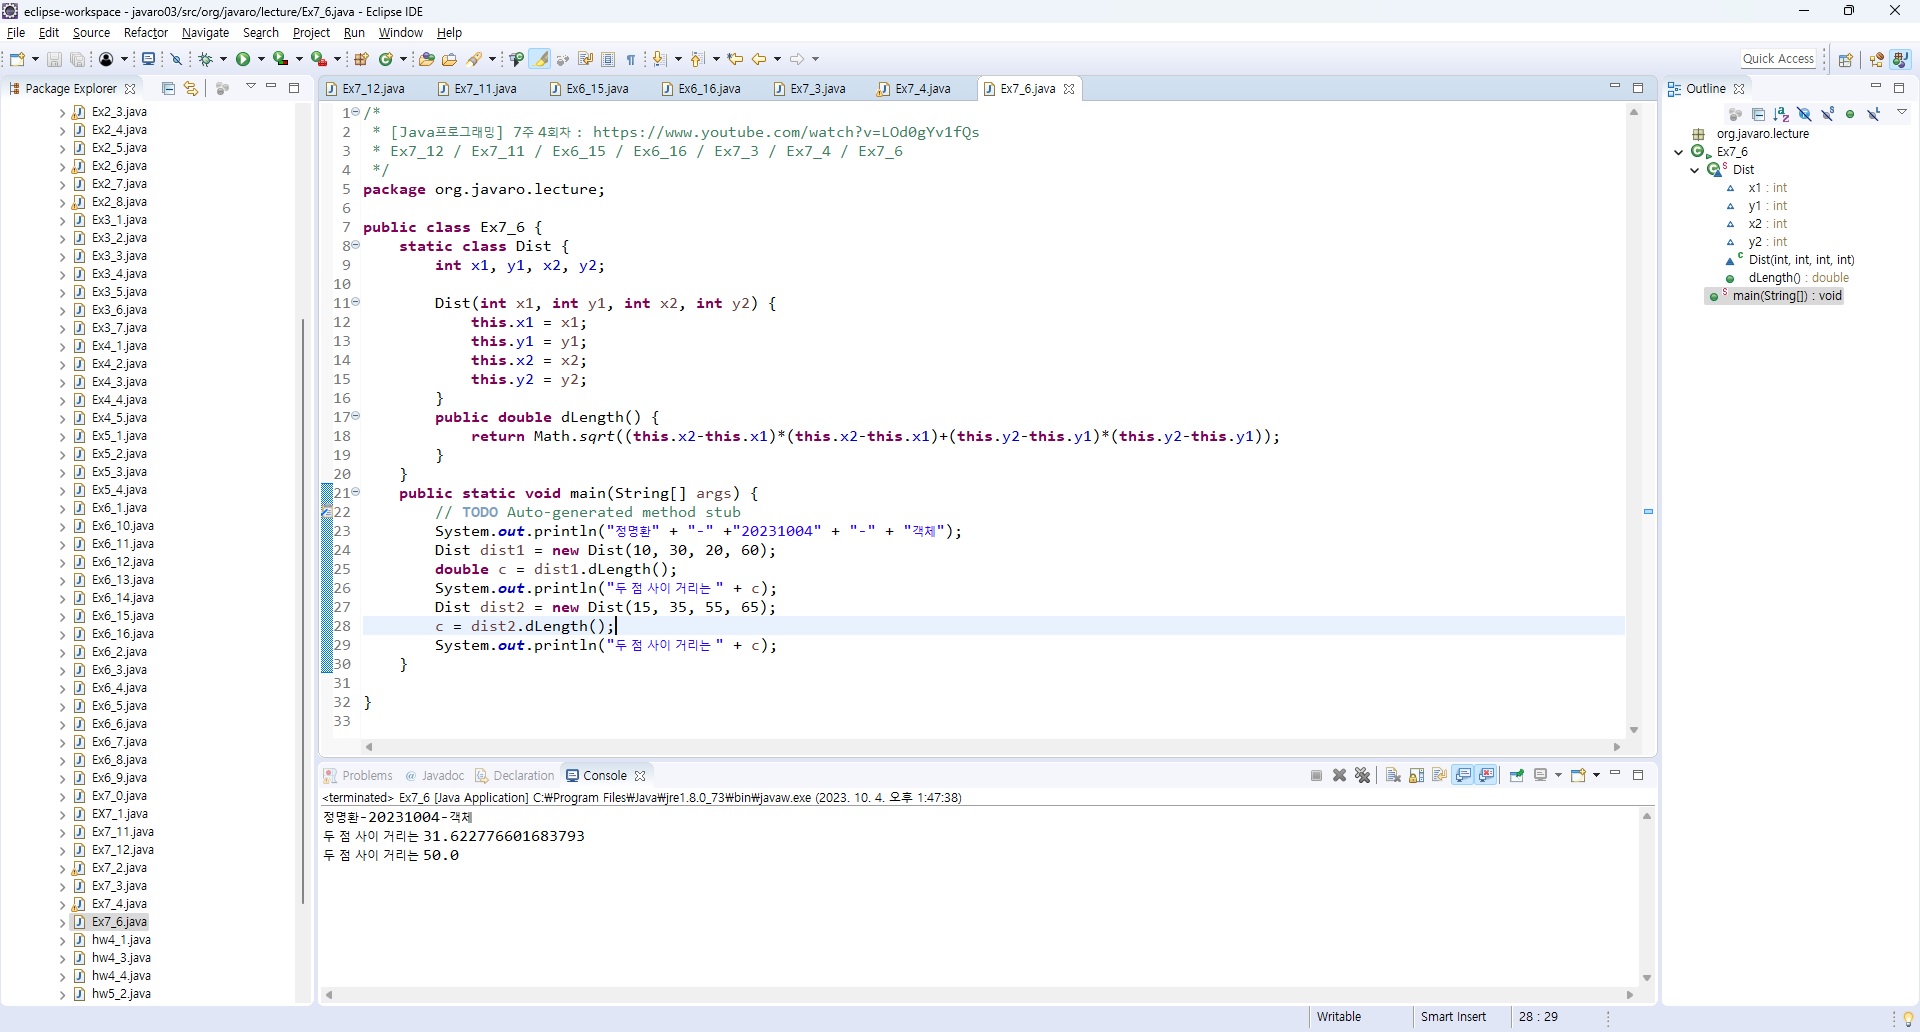 eclipse-workspace - javaro03/src/org/javaro/lecture/Ex7_6.java - Eclipse IDE
File Edit Source Refactor Navigate Search Project Run Window Help
Quick Access
Package Explorer
Ex2_3.java
Ex2_4.java
Ex2_5.java
Ex2_6.java
Ex2_7.java
Ex2_8.java
Ex3_1.java
Ex3_2.java
Ex3_3.java
Ex3_4.java
Ex3_5.java
Ex3_6.java
Ex3_7.java
Ex4_1.java
Ex4_2.java
Ex4_3.java
Ex4_4.java
Ex4_5.java
Ex5_1.java
Ex5_2.java
Ex5_3.java
Ex5_4.java
Ex6_1.java
Ex6_10.java
Ex6_11.java
Ex6_12.java
Ex6_13.java
Ex6_14.java
Ex6_15.java
Ex6_16.java
Ex6_2.java
Ex6_3.java
Ex6_4.java
Ex6_5.java
Ex6_6.java
Ex6_7.java
Ex6_8.java
Ex6_9.java
Ex7_0.java
EX7_1.java
Ex7_11.java
Ex7_12.java
Ex7_2.java
Ex7_3.java
Ex7_4.java
Ex7_6.java
hw4_1.java
hw4_3.java
hw4_4.java
hw5_2.java
Ex7_12.java Ex7_11.java Ex6_15.java Ex6_16.java Ex7_3.java Ex7_4.java Ex7_6.java
1 /*
2  * [Java프로그래밍] 7주 4회차 : https://www.youtube.com/watch?v=LOd0gYv1fQs
3  * Ex7_12 / Ex7_11 / Ex6_15 / Ex6_16 / Ex7_3 / Ex7_4 / Ex7_6
4  */
5 package org.javaro.lecture;
6
7 public class Ex7_6 {
8     static class Dist {
9         int x1, y1, x2, y2;
10
11         Dist(int x1, int y1, int x2, int y2) {
12             this.x1 = x1;
13             this.y1 = y1;
14             this.x2 = x2;
15             this.y2 = y2;
16         }
17         public double dLength() {
18             return Math.sqrt((this.x2-this.x1)*(this.x2-this.x1)+(this.y2-this.y1)*(this.y2-this.y1));
19         }
20     }
21     public static void main(String[] args) {
22         // TODO Auto-generated method stub
23         System.out.println("정명환" + "-" +"20231004" + "-" + "객체");
24         Dist dist1 = new Dist(10, 30, 20, 60);
25         double c = dist1.dLength();
26         System.out.println("두 점 사이 거리는 " + c);
27         Dist dist2 = new Dist(15, 35, 55, 65);
28         c = dist2.dLength();
29         System.out.println("두 점 사이 거리는 " + c);
30     }
31
32 }
33
Problems Javadoc Declaration Console
<terminated> Ex7_6 [Java Application] C:₩Program Files₩Java₩jre1.8.0_73₩bin₩javaw.exe (2023. 10. 4. 오후 1:47:38)
정명환-20231004-객체
두 점 사이 거리는 31.622776601683793
두 점 사이 거리는 50.0
Outline
org.javaro.lecture
Ex7_6
Dist
x1 : int
y1 : int
x2 : int
y2 : int
Dist(int, int, int, int)
dLength() : double
main(String[]) : void
Writable Smart Insert 28 : 29